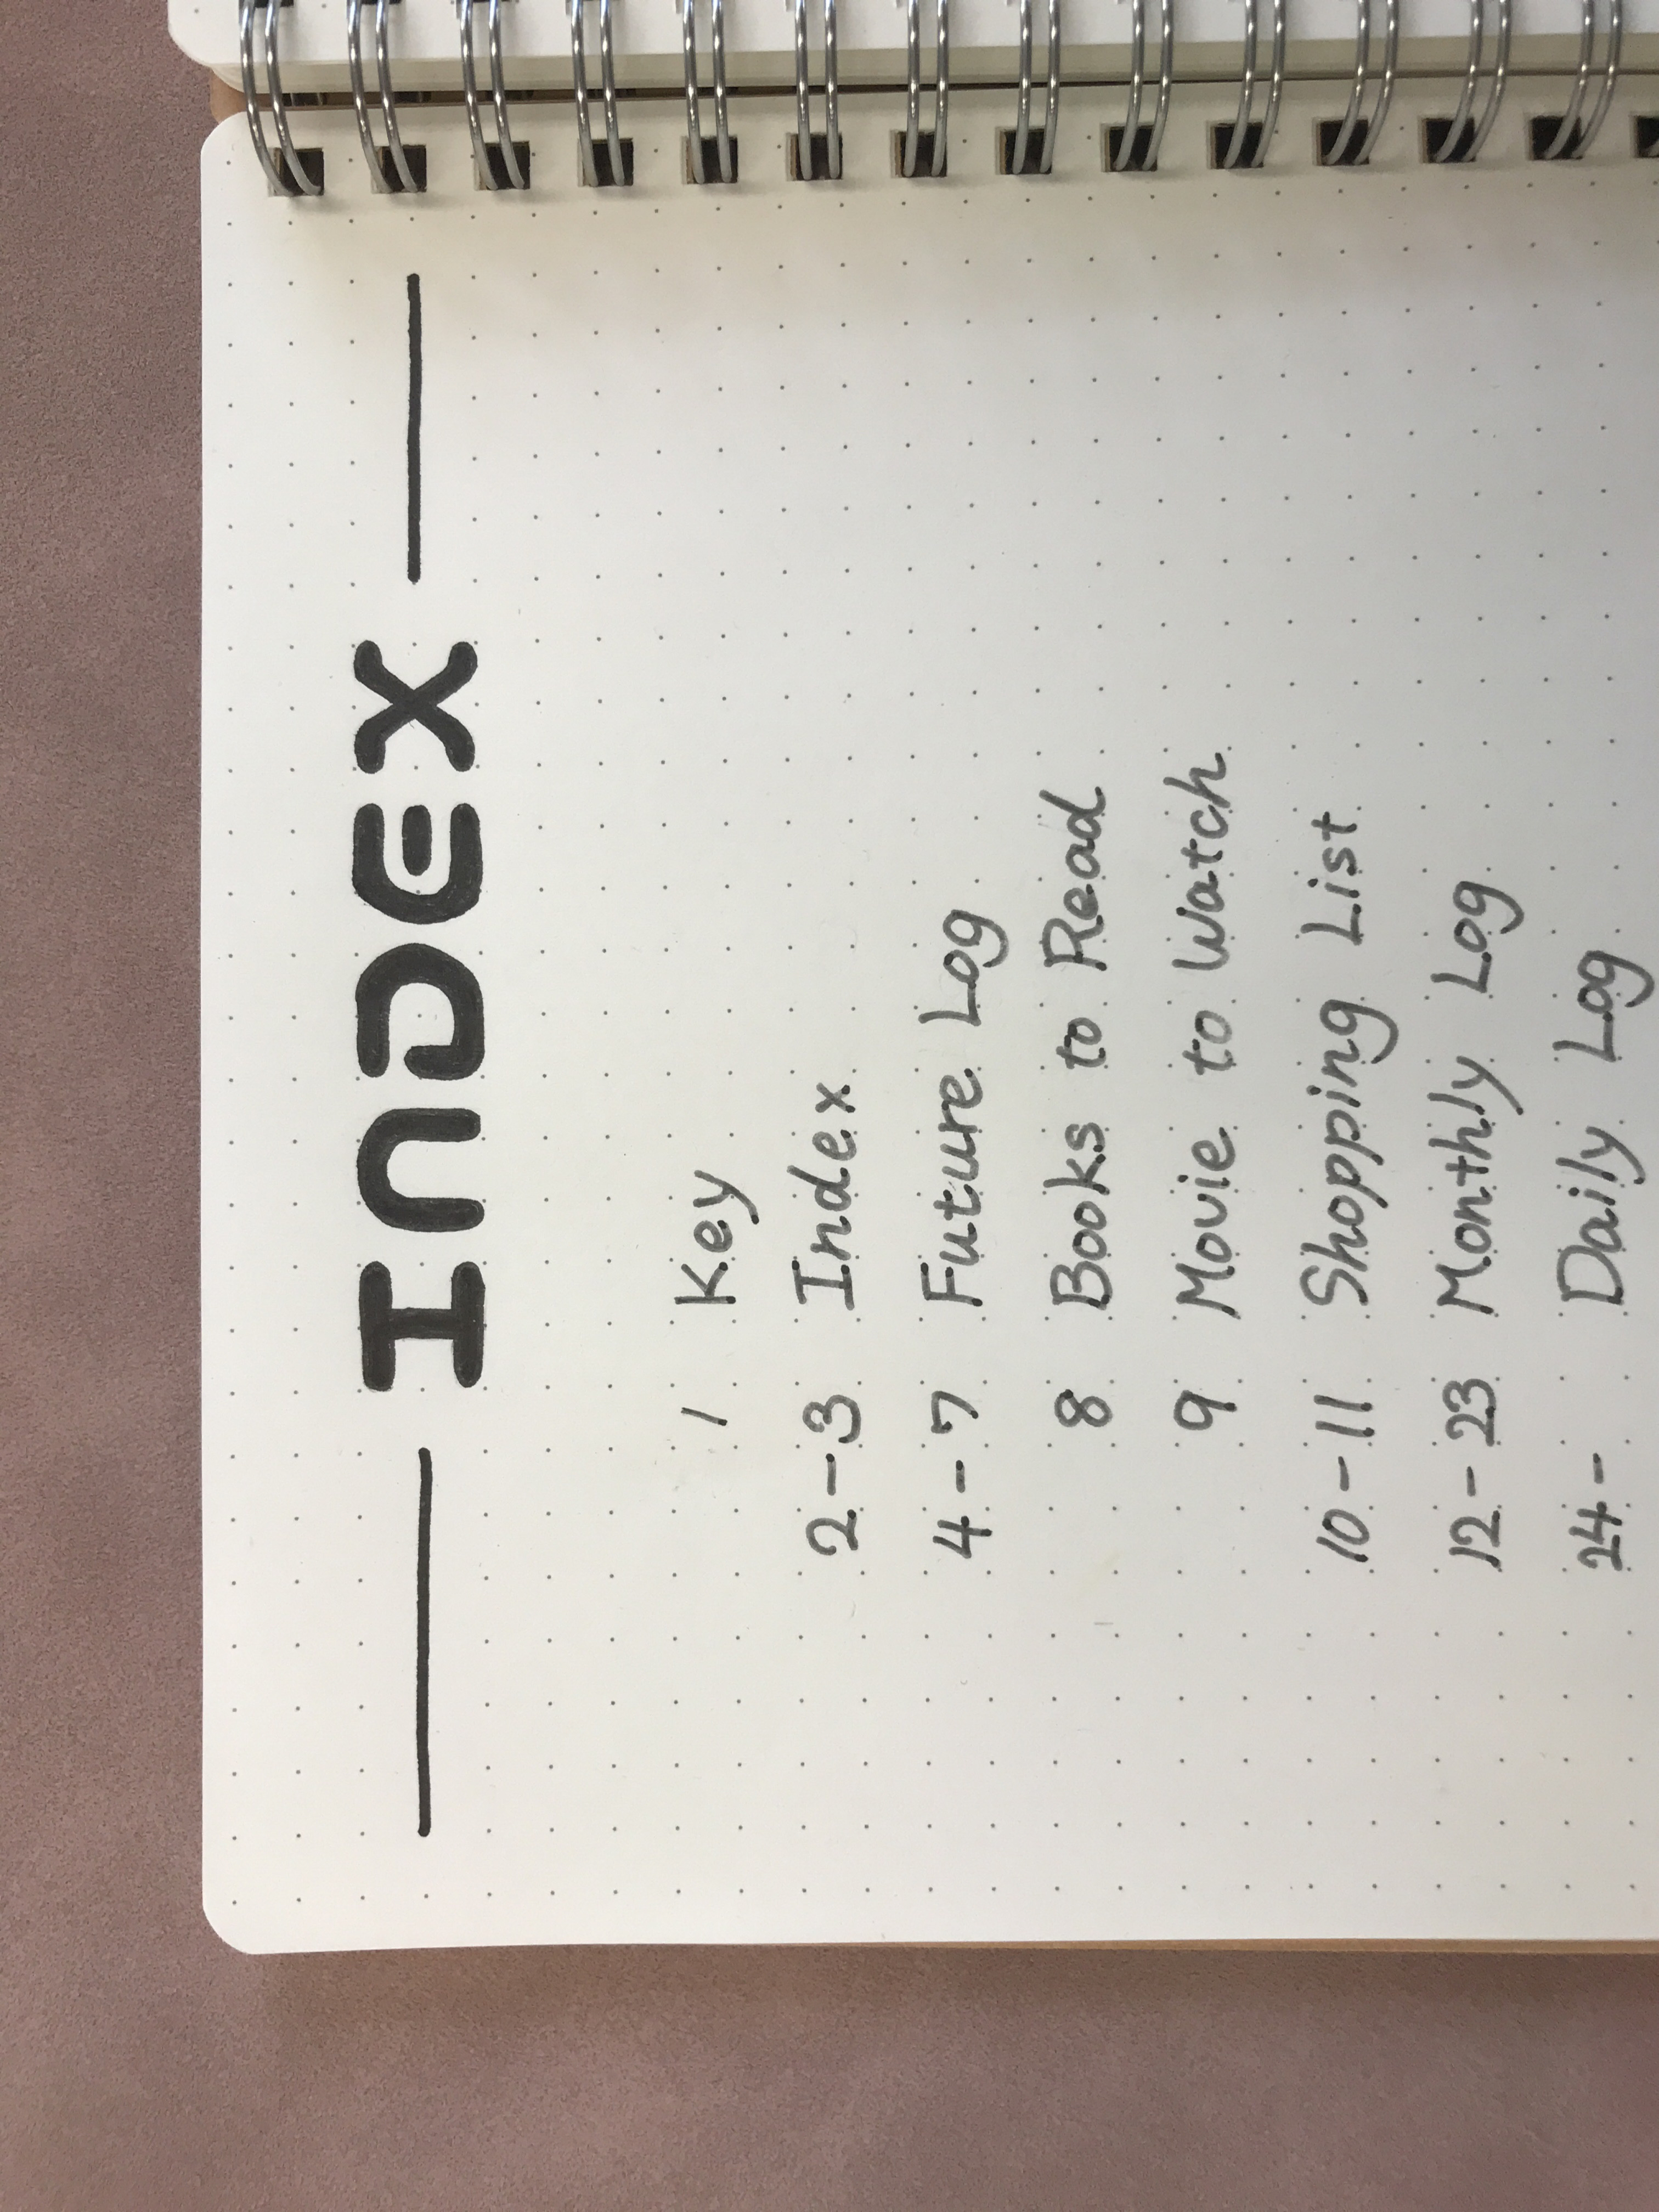 INDEX
1 Key
2-3 Index
4-7 Future Log
8 Books to Read
9 Movie to Watch
10-11 Shopping List
12-23 Monthly Log
24- Daily Log